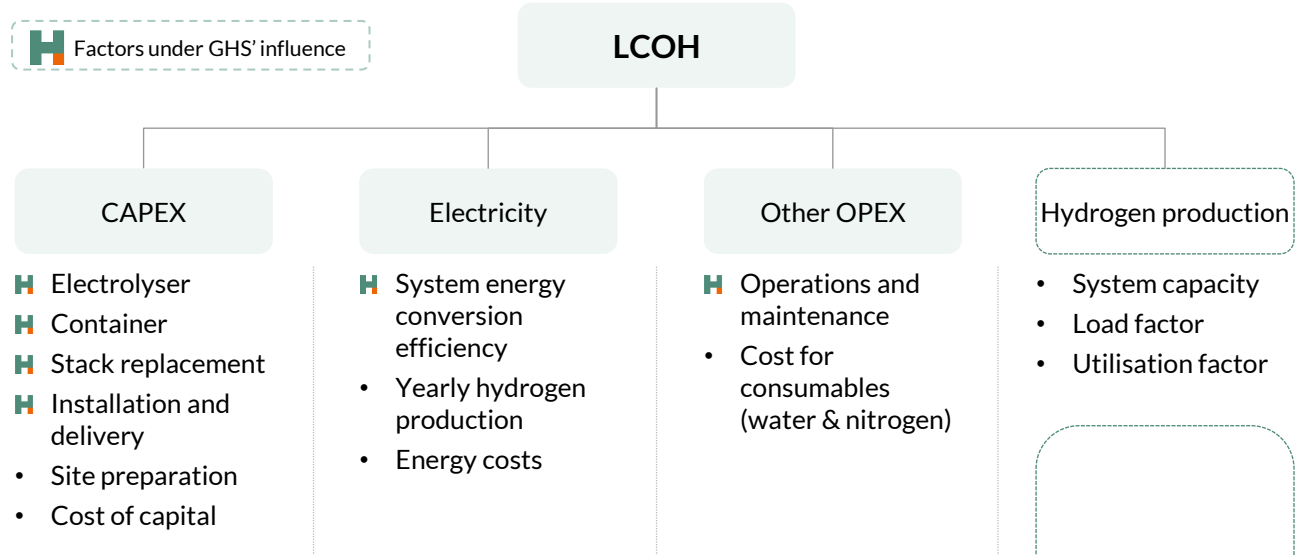 Factors under GHS’ influence
LCOH
CAPEX
Electrolyser
Container
Stack replacement
Installation and
delivery
• Site preparation
• Cost of capital
Electricity
System energy
conversion
efficiency
• Yearly hydrogen
production
• Energy costs
Other OPEX
Operations and
maintenance
• Cost for
consumables
(water & nitrogen)
Hydrogen production
• System capacity
• Load factor
• Utilisation factor